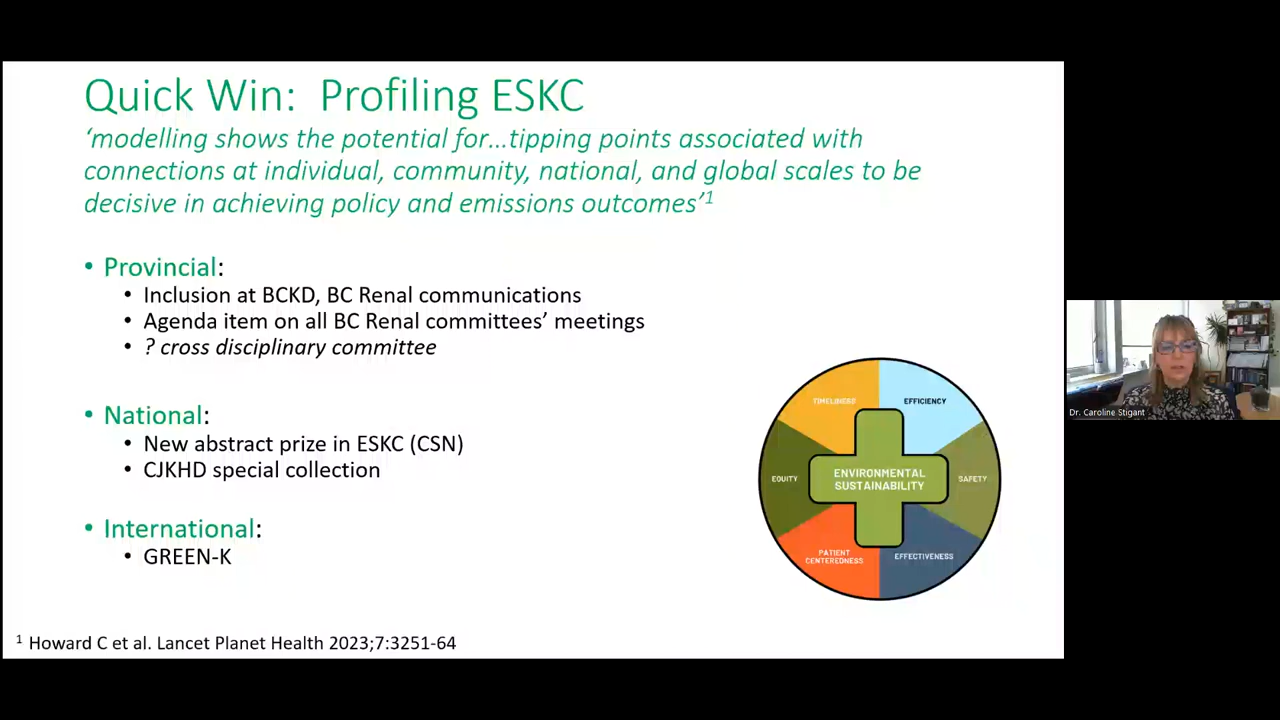 Quick Win:  Profiling ESKC
‘modelling shows the potential for…tipping points associated with
connections at individual, community, national, and global scales to be
decisive in achieving policy and emissions outcomes’1
• Provincial:
• Inclusion at BCKD, BC Renal communications
• Agenda item on all BC Renal committees’ meetings
• ? cross disciplinary committee
• National:
• New abstract prize in ESKC (CSN)
• CJKHD special collection
• International:
• GREEN-K
TIMELINESS
EFFICIENCY
EQUITY
ENVIRONMENTAL
SUSTAINABILITY
SAFETY
PATIENT
CENTEREDNESS
EFFECTIVENESS
1 Howard C et al. Lancet Planet Health 2023;7:3251-64
Dr. Caroline Stigant